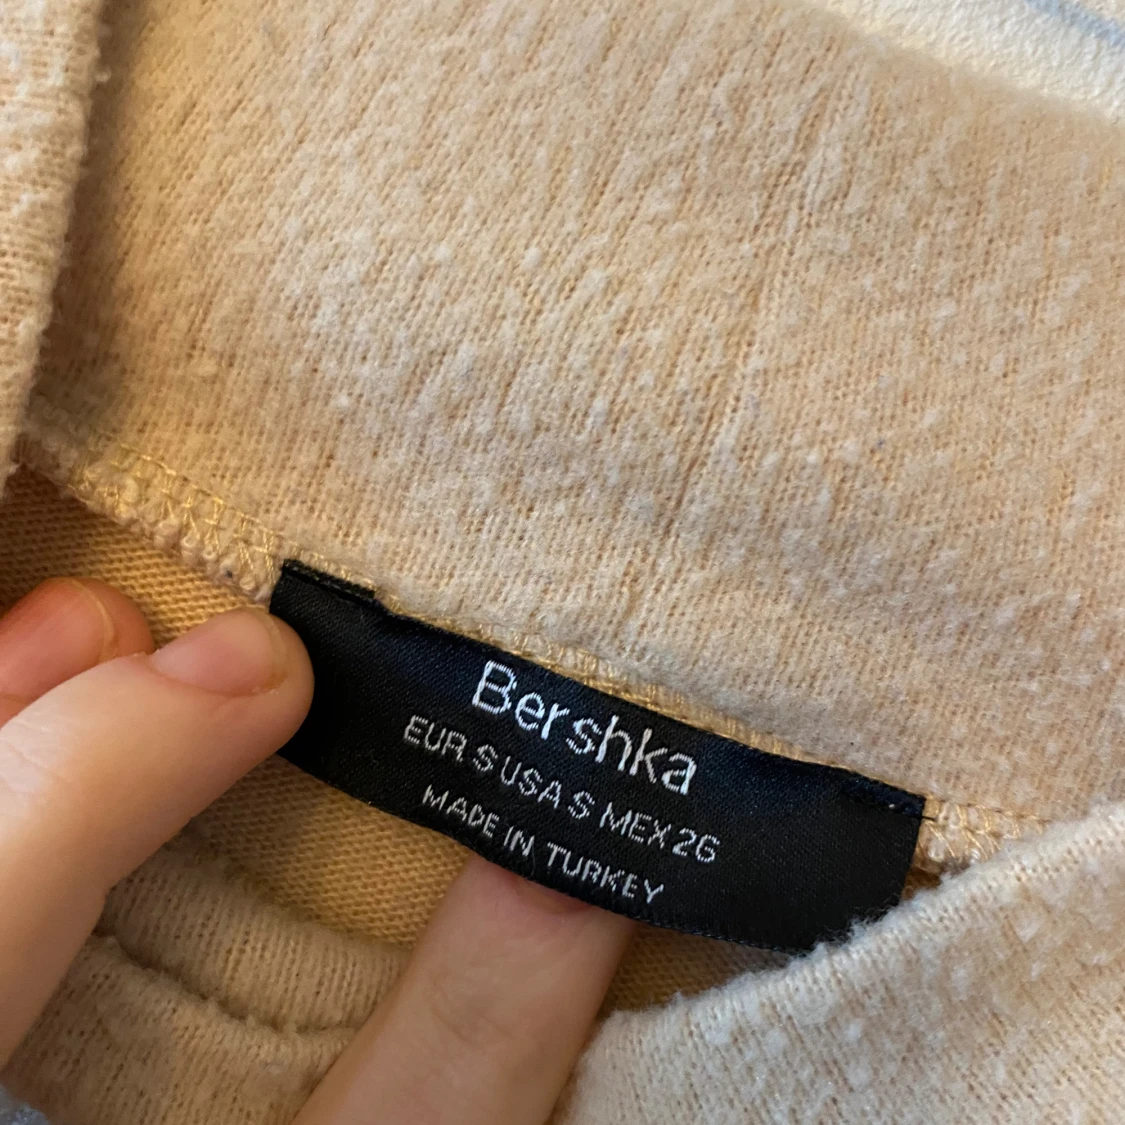 Bershka
EUR S USA S MEX 26
MADE IN TURKEY